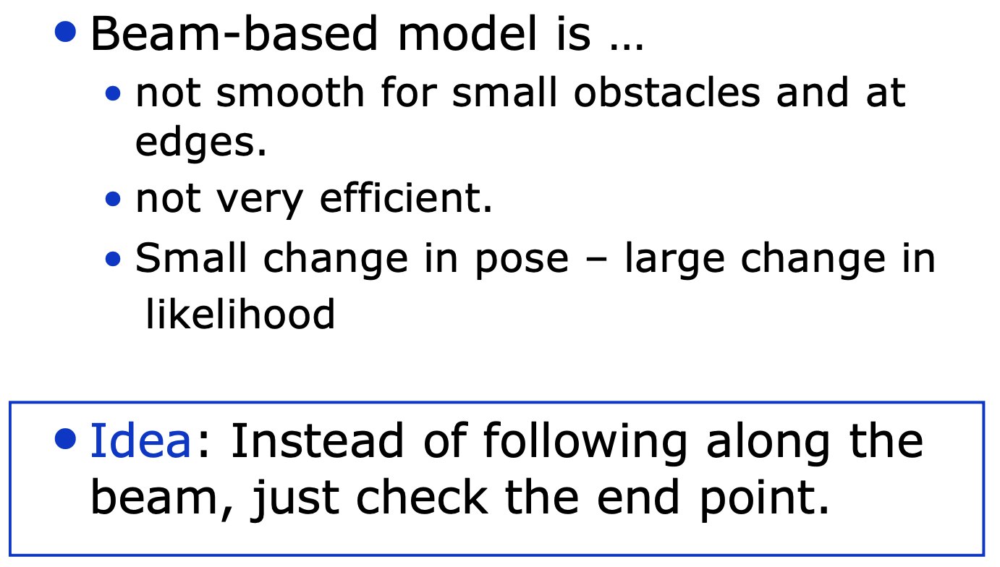 • Beam-based model is …
• not smooth for small obstacles and at
edges.
• not very efficient.
• Small change in pose – large change in
likelihood
• Idea: Instead of following along the
beam, just check the end point.